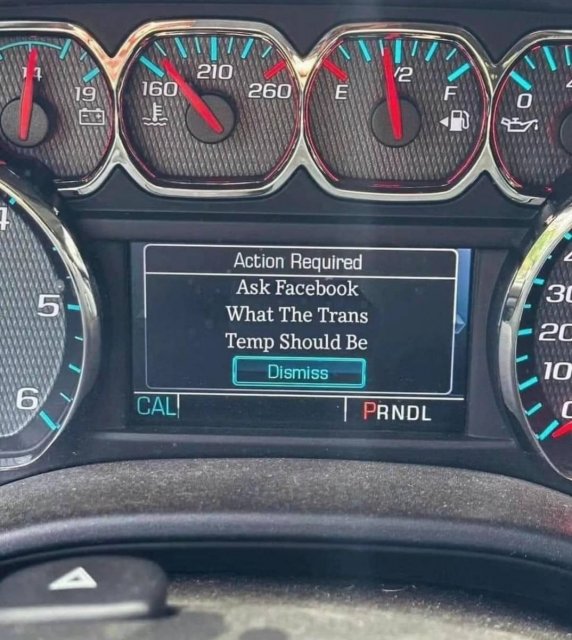 14 19
160 210 260
E 1/2 F
0
Action Required
Ask Facebook
What The Trans
Temp Should Be
Dismiss
CAL PRNDL
5
6
20
10